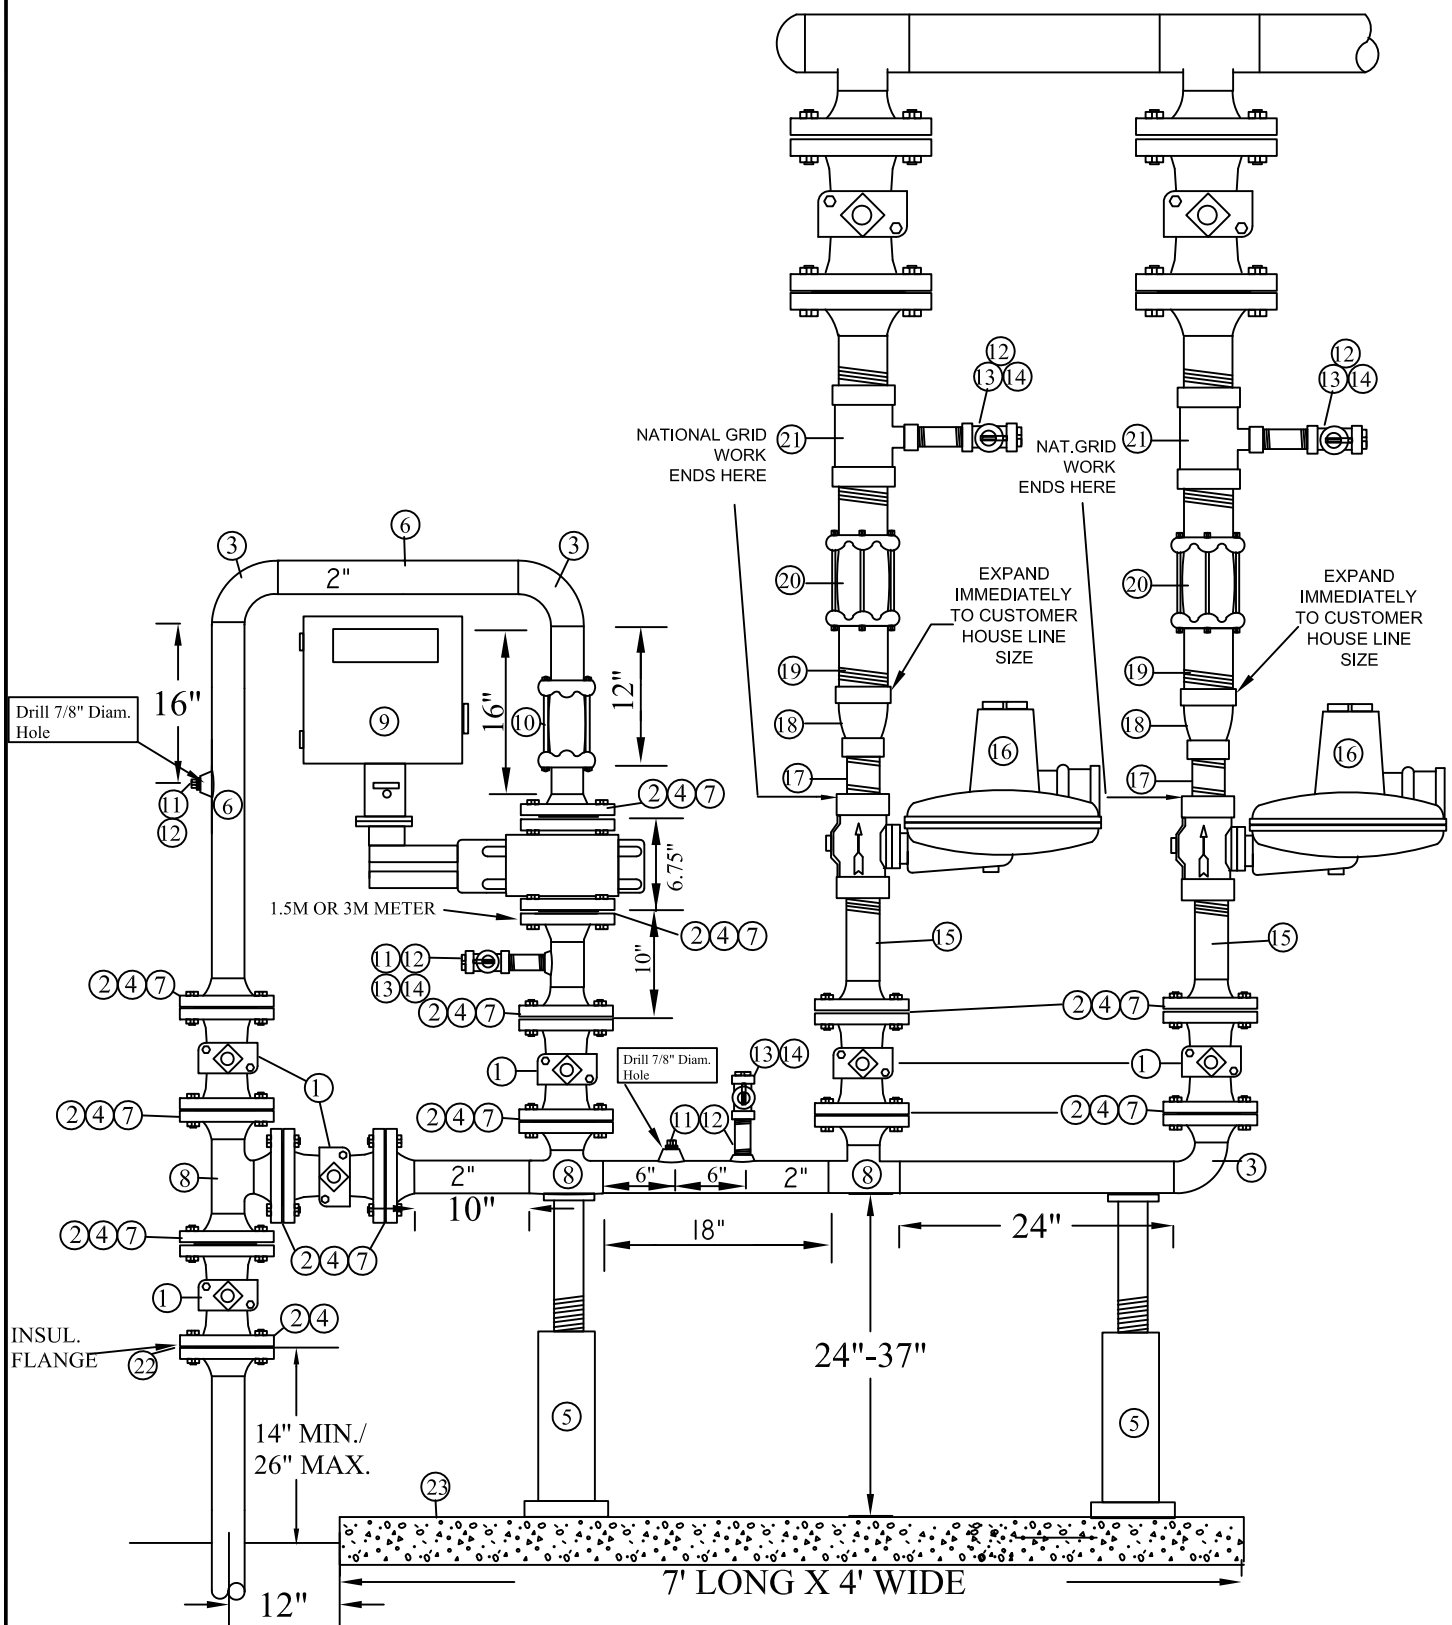 12
13 14
12
13 14
NATIONAL GRID
WORK
ENDS HERE
21
NAT.GRID
WORK
ENDS HERE
21
6
3
3
2"
20
EXPAND
IMMEDIATELY
TO CUSTOMER
HOUSE LINE
SIZE
20
EXPAND
IMMEDIATELY
TO CUSTOMER
HOUSE LINE
SIZE
19
19
16"
Drill 7/8" Diam.
Hole
9
16"
10
12"
18
16
18
16
17
17
11
12
6
2 4 7
6.75"
1.5M OR 3M METER
2 4 7
15
15
11 12
13 14
10"
2 4 7
2 4 7
2 4 7
1
1
Drill 7/8" Diam.
Hole
13 14
1
1
2 4 7
2 4 7
11 12
2 4 7
8
2"
8
6"
6"
2"
8
3
10"
18"
24"
2 4 7
2 4 7
1
2 4
INSUL.
FLANGE
22
24"-37"
5
5
14" MIN./
26" MAX.
23
7' LONG X 4' WIDE
12"